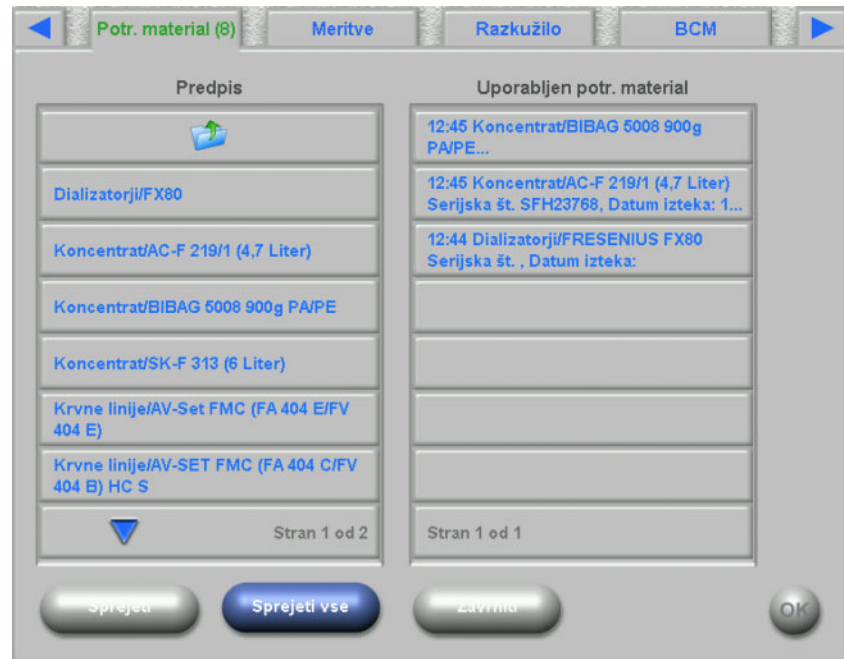 Potr. material (8)
Meritve
Razkužilo
BCM
Predpis
Uporabljen potr. material
Dializatorji/FX80
Koncentrat/AC-F 219/1 (4,7 Liter)
Koncentrat/BIBAG 5008 900g PA/PE
Koncentrat/SK-F 313 (6 Liter)
Krvne linije/AV-Set FMC (FA 404 E/FV
404 E)
Krvne linije/AV-SET FMC (FA 404 C/FV
404 B) HC S
Stran 1 od 2
12:45 Koncentrat/BIBAG 5008 900g
PA/PE...
12:45 Koncentrat/AC-F 219/1 (4,7 Liter)
Serijska št. SFH23768, Datum izteka: 1...
12:44 Dializatorji/FRESENIUS FX80
Serijska št. , Datum izteka:
Stran 1 od 1
Sprejeti
Sprejeti vse
Zavrniti
OK